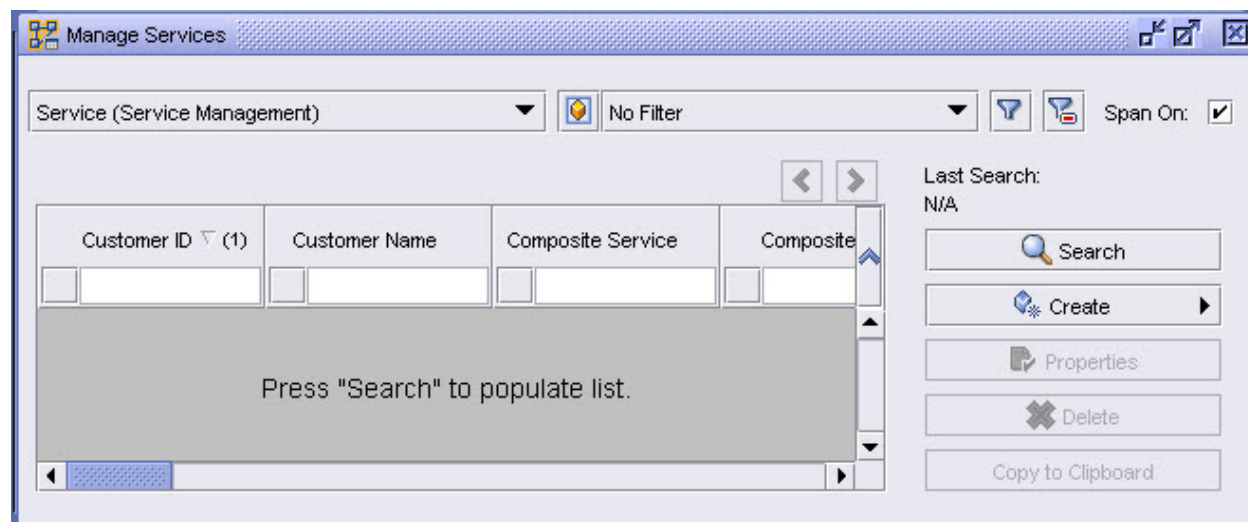 Manage Services
Service (Service Management)
No Filter
Span On:
Last Search:
N/A
Customer ID (1)
Customer Name
Composite Service
Composite
Search
Create
Properties
Delete
Copy to Clipboard
Press "Search" to populate list.